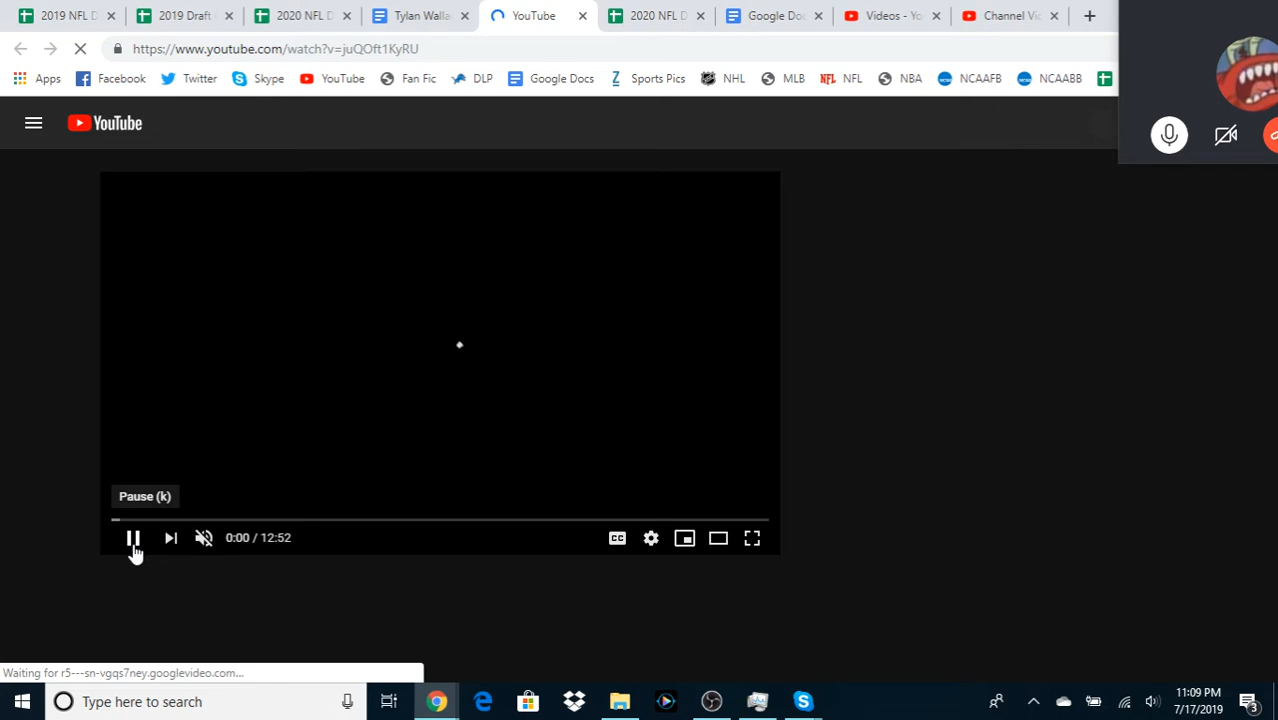 2019 NFL D
2019 Draft
2020 NFL D
Tylan Walla
YouTube
2020 NFL D
Google Doc
Videos - Yo
Channel Vi
https://www.youtube.com/watch?v=juQOft1KyRU
Apps
Facebook
Twitter
Skype
YouTube
Fan Fic
DLP
Google Docs
Sports Pics
NHL
MLB
NFL
NBA
NCAAFB
NCAABB
YouTube
Pause (k)
0:00 / 12:52
CC
Waiting for r5---sn-vgqs7ney.googlevideo.com...
Type here to search
11:09 PM
7/17/2019
3